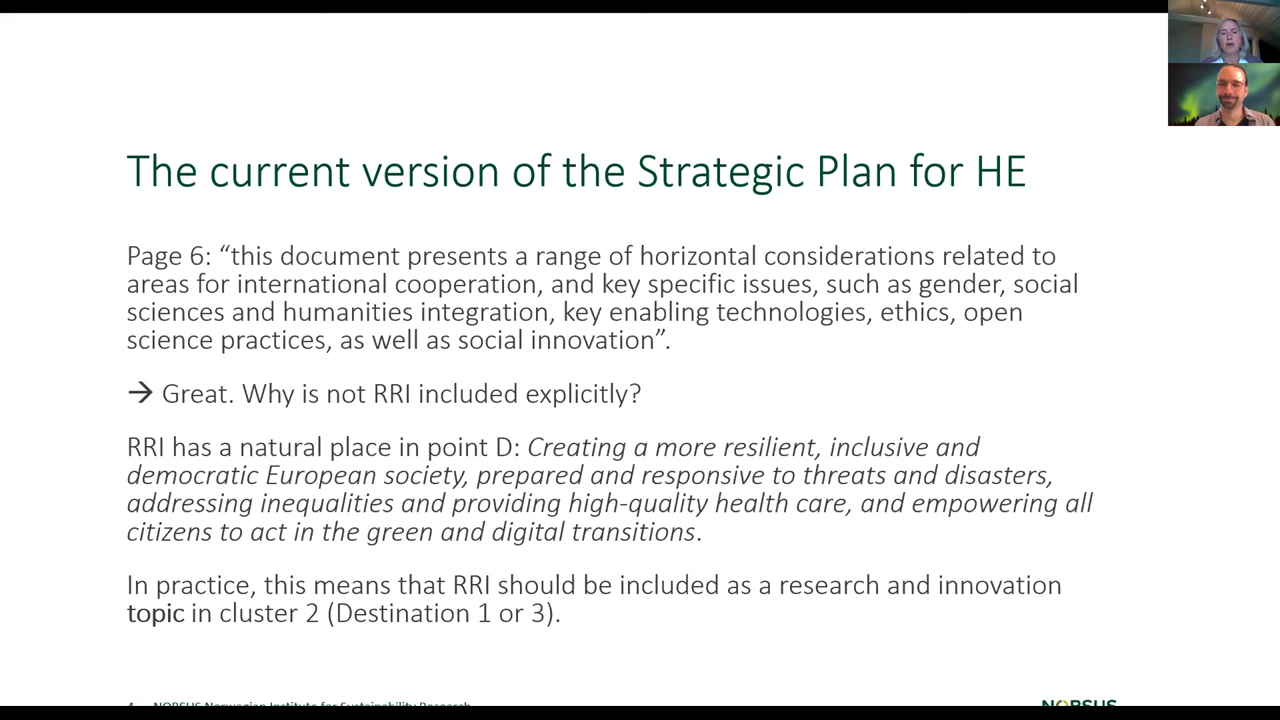 The current version of the Strategic Plan for HE
Page 6: “this document presents a range of horizontal considerations related to
areas for international cooperation, and key specific issues, such as gender, social
sciences and humanities integration, key enabling technologies, ethics, open
science practices, as well as social innovation”.
→ Great. Why is not RRI included explicitly?
RRI has a natural place in point D: Creating a more resilient, inclusive and
democratic European society, prepared and responsive to threats and disasters,
addressing inequalities and providing high-quality health care, and empowering all
citizens to act in the green and digital transitions.
In practice, this means that RRI should be included as a research and innovation
topic in cluster 2 (Destination 1 or 3).
4 NORSUS Norwegian Institute for Sustainability Research
NORSUS